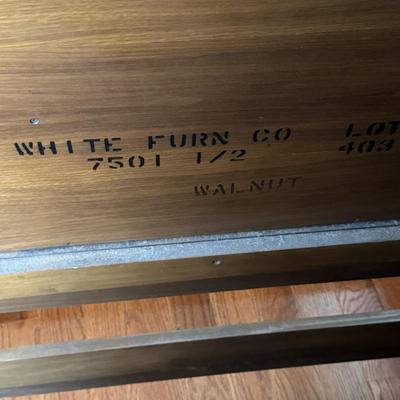 WHITE FURN CO LOT
7501 1/2 403
WALNUT